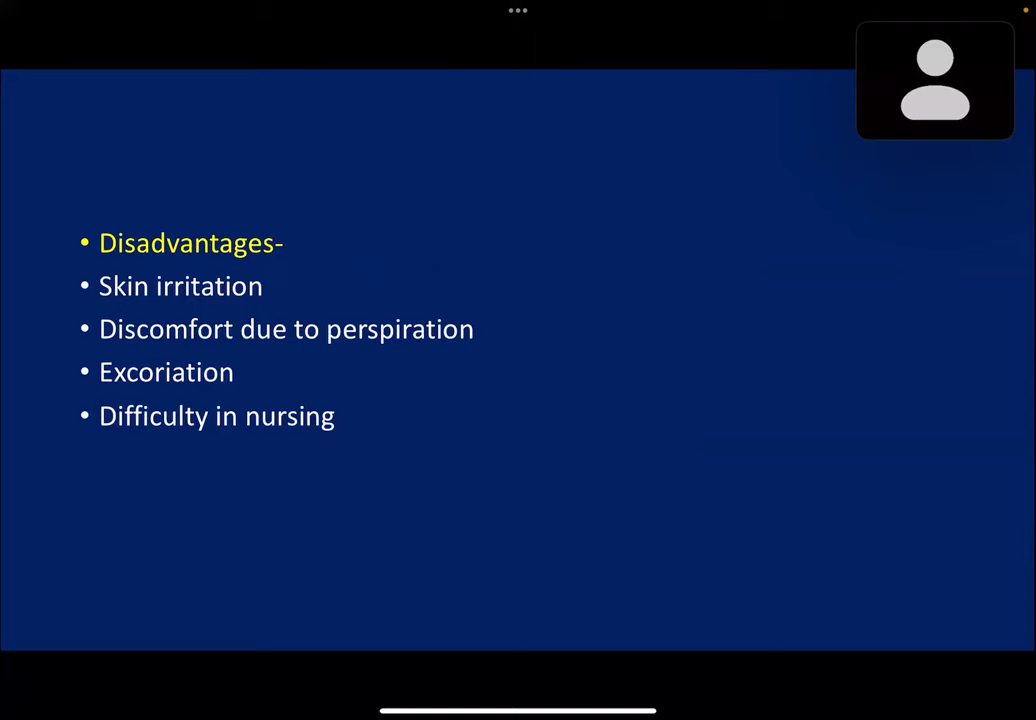 • Disadvantages-
• Skin irritation
• Discomfort due to perspiration
• Excoriation
• Difficulty in nursing